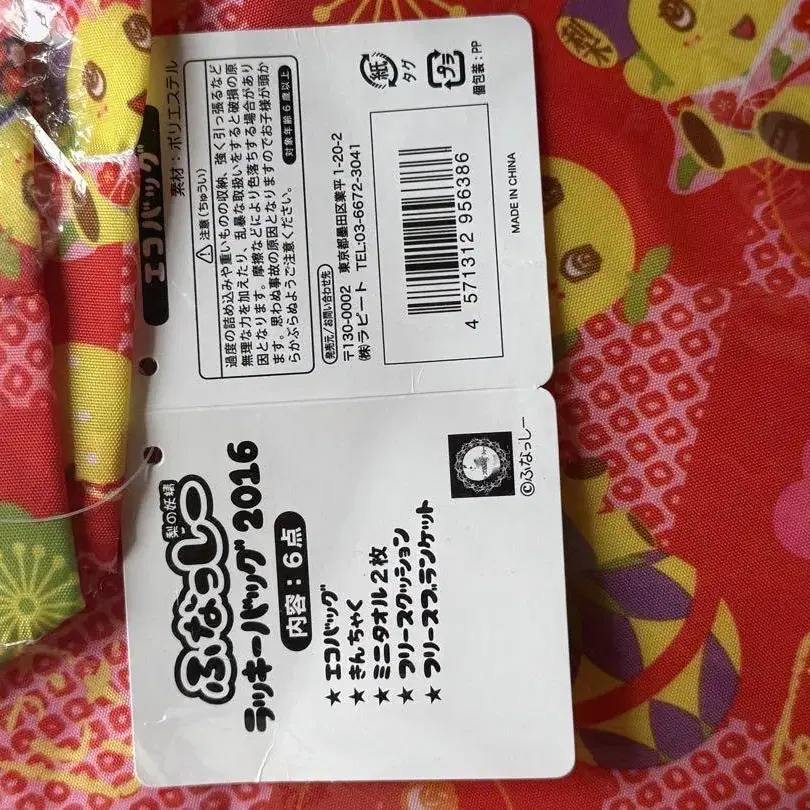 梨の妖精
ふなっしー
ラッキーバッグ 2016
内容：6点
★エコバッグ
★きんちゃく
★ミニタオル2枚
★フリースクッション
★フリースブランケット
©ふなっしー
エコバッグ
素材：ポリエステル
⚠ 注意(ちゅうい)
過度の詰め込みや重いものの収納、強く引っ張るなど
無理な力を加えたり、乱暴な取扱いをすると破損の原
因となります。摩擦などにより色落ちする場合があり
ます。思わぬ事故の原因となりますのでお子様が頭か
らかぶらぬようご注意ください。
対象年齢6歳以上
発売元/お問い合わせ先
〒130-0002 東京都墨田区業平1-20-2
(株)ラピート TEL:03-6672-3041
4 571312 956386
MADE IN CHINA
紙
タグ
プラ
個包装：PP
梨